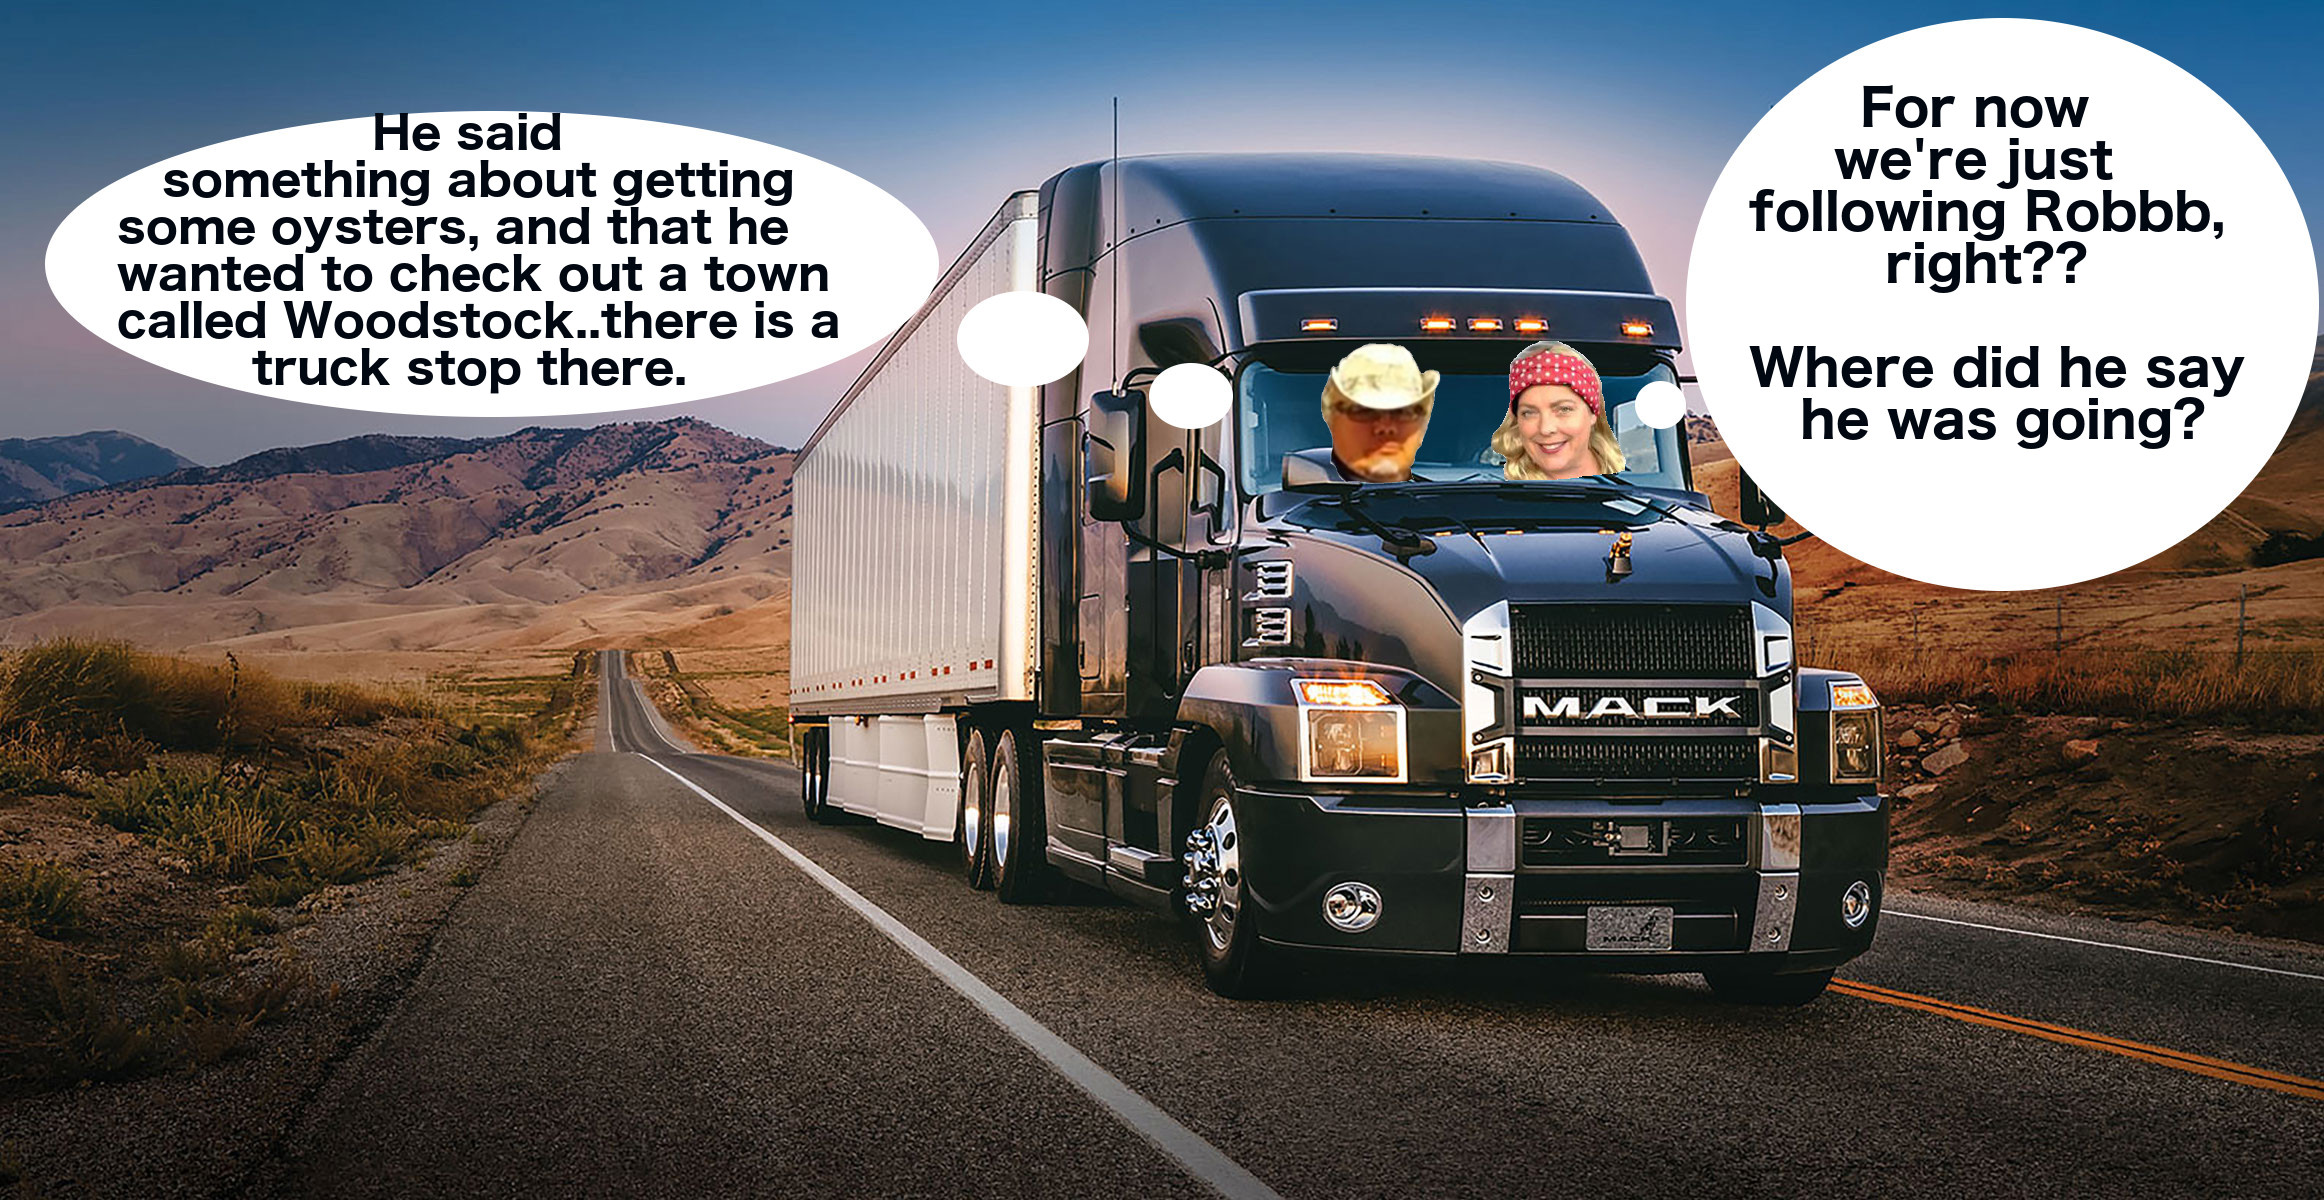 He said
something about getting
some oysters, and that he
wanted to check out a town
called Woodstock..there is a
truck stop there.
For now
we're just
following Robbb,
right??
Where did he say
he was going?
MACK
MACK